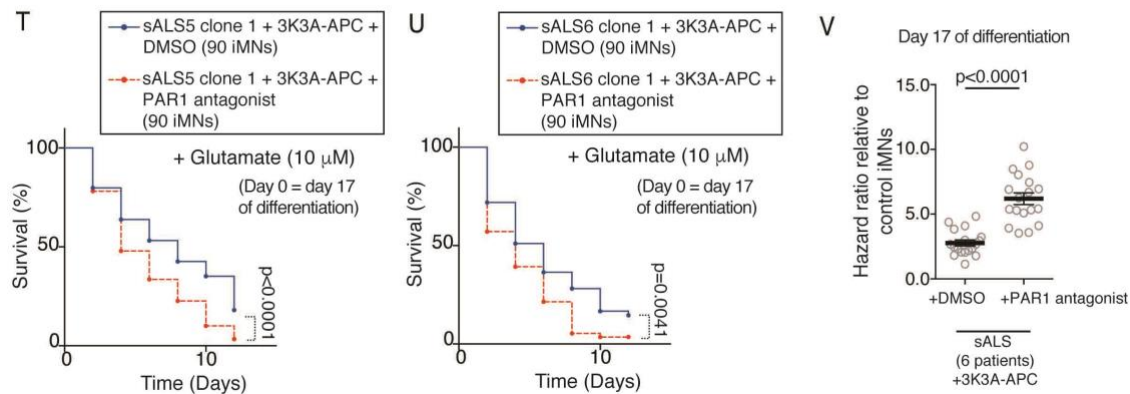 T
sALS5 clone 1 + 3K3A-APC +
DMSO (90 iMNs)
sALS5 clone 1 + 3K3A-APC +
PAR1 antagonist
(90 iMNs)
+ Glutamate (10 μM)
(Day 0 = day 17
of differentiation)
Survival (%)
100
50
0
0
10
Time (Days)
p<0.0001
U
sALS6 clone 1 + 3K3A-APC +
DMSO (90 iMNs)
sALS6 clone 1 + 3K3A-APC +
PAR1 antagonist
(90 iMNs)
+ Glutamate (10 μM)
(Day 0 = day 17
of differentiation)
Survival (%)
100
50
0
0
10
Time (Days)
p=0.0041
V
Day 17 of differentiation
p<0.0001
Hazard ratio relative to
control iMNs
15.0
10.0
5.0
0.0
+DMSO
+PAR1 antagonist
sALS
(6 patients)
+3K3A-APC